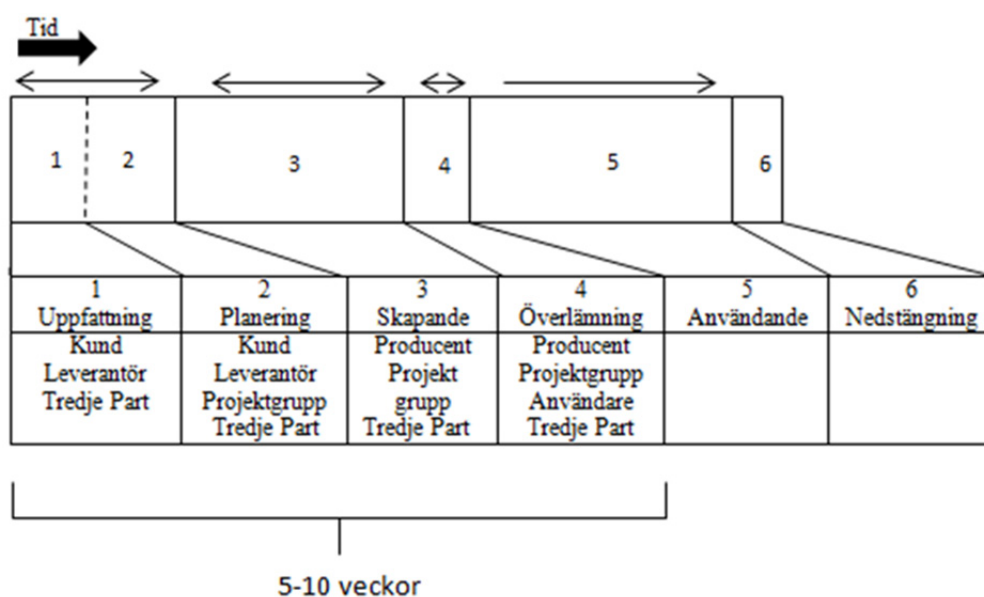 Tid
1 2 3 4 5 6
1 2 3 4 5 6
Uppfattning Planering Skapande Överlämning Användande Nedstängning
Kund Kund Producent Producent
Leverantör Leverantör Projekt Projektgrupp
Tredje Part Projektgrupp grupp Användare
Tredje Part Tredje Part Tredje Part
5-10 veckor